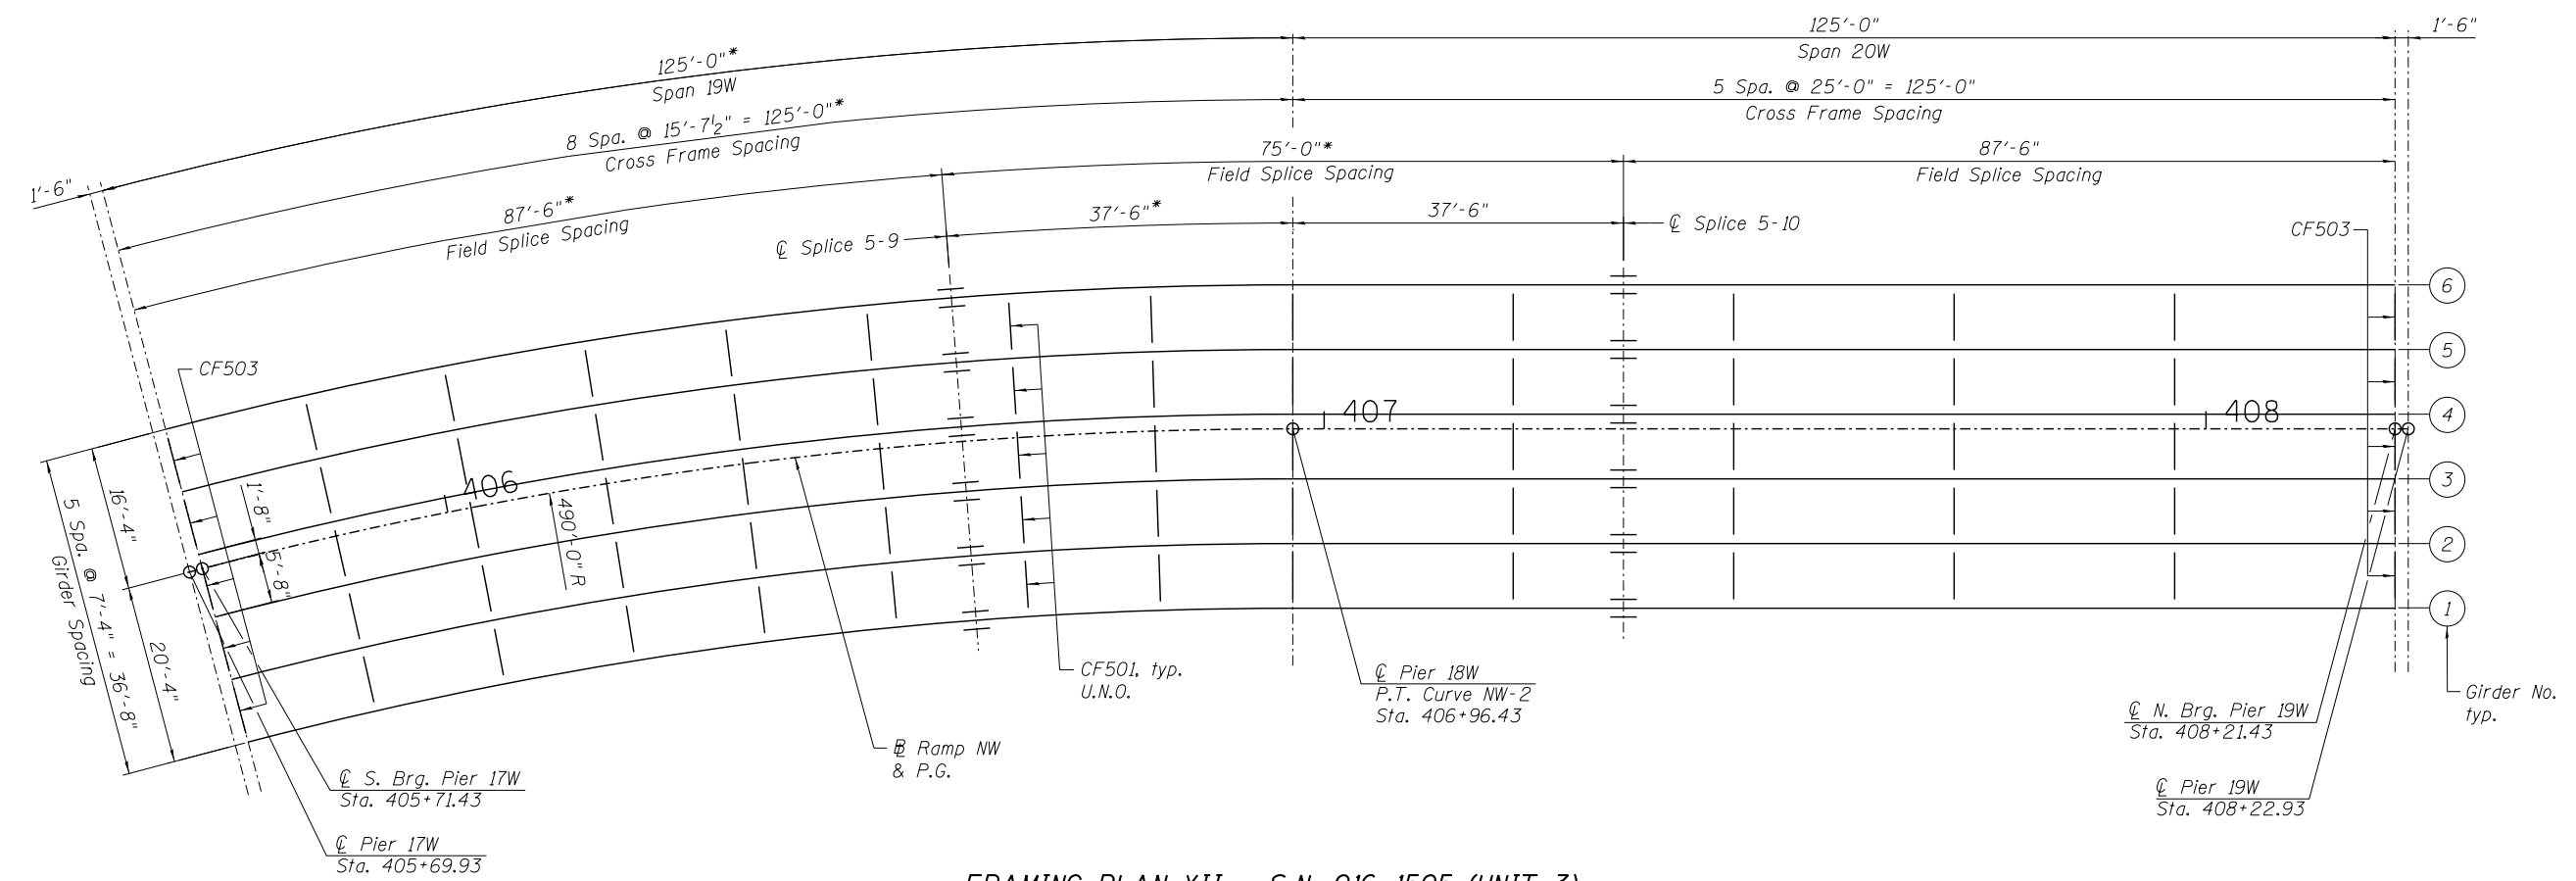 125'-0"
1'-6"
Span 20W
125'-0"*
Span 19W
5 Spa. @ 25'-0" = 125'-0"
Cross Frame Spacing
8 Spa. @ 15'-7½" = 125'-0"*
Cross Frame Spacing
75'-0"*
Field Splice Spacing
87'-6"
Field Splice Spacing
1'-6"
87'-6"*
Field Splice Spacing
37'-6"*
37'-6"
℄ Splice 5-9
℄ Splice 5-10
CF503
6
5
CF503
407
408
4
406
1'-8"
16'-4"
490'-0" R
3
5 Spa. @ 7'-4" = 36'-8"
Girder Spacing
5'-8"
2
20'-4"
1
CF501, typ.
U.N.O.
℄ Pier 18W
P.T. Curve NW-2
Sta. 406+96.43
Girder No.
typ.
℄ N. Brg. Pier 19W
Sta. 408+21.43
Ramp NW
& P.G.
℄ S. Brg. Pier 17W
Sta. 405+71.43
℄ Pier 19W
Sta. 408+22.93
℄ Pier 17W
Sta. 405+69.93